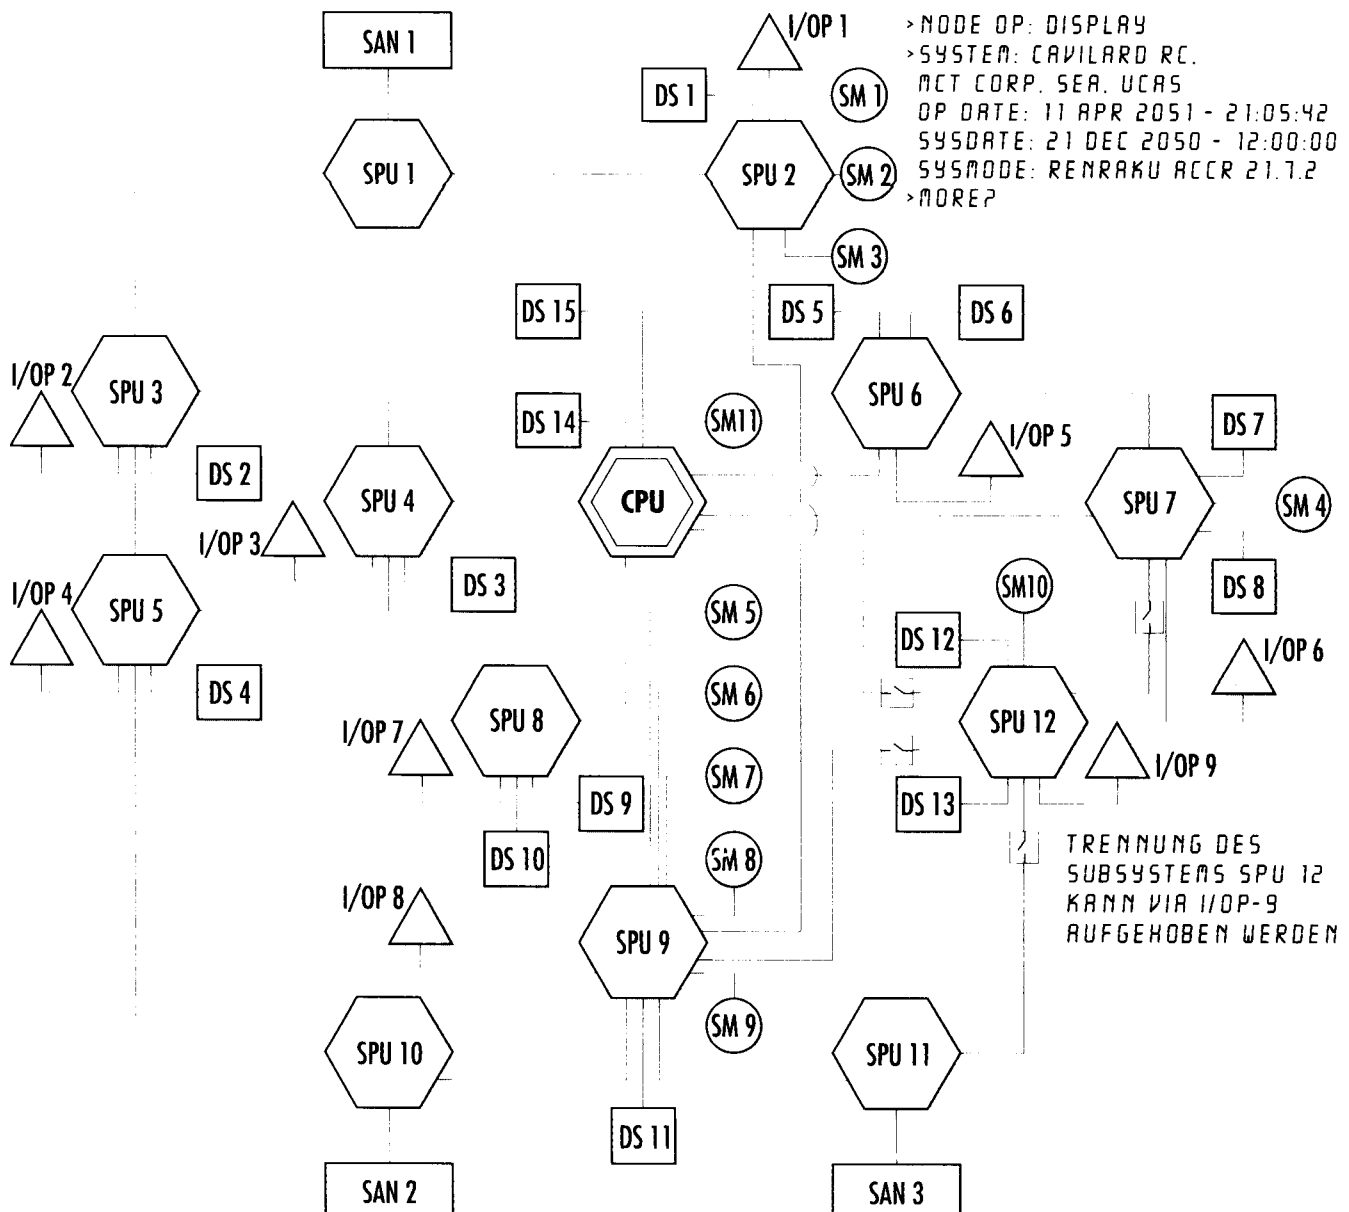 SAN 1
I/OP 1
>NODE OP: DISPLAY
>SYSTEM: CAVILARD RC.
MCT CORP. SEA. UCAS
OP DATE: 11 APR 2051 - 21:05:42
SYSDATE: 21 DEC 2050 - 12:00:00
SYSMODE: RENRAKU ACCR 21.7.2
>MORE?
DS 1
SM 1
SPU 1
SPU 2
SM 2
SM 3
DS 15
DS 5
DS 6
I/OP 2
SPU 3
SPU 6
DS 14
SM11
I/OP 5
DS 7
DS 2
SPU 4
CPU
SPU 7
SM 4
I/OP 3
I/OP 4
SPU 5
DS 3
SM 5
SM10
DS 8
DS 12
I/OP 6
DS 4
SM 6
I/OP 7
SPU 8
SPU 12
I/OP 9
SM 7
DS 9
DS 13
DS 10
SM 8
TRENNUNG DES
SUBSYSTEMS SPU 12
KANN VIA I/OP-9
AUFGEHOBEN WERDEN
I/OP 8
SPU 9
SM 9
SPU 10
SPU 11
DS 11
SAN 2
SAN 3